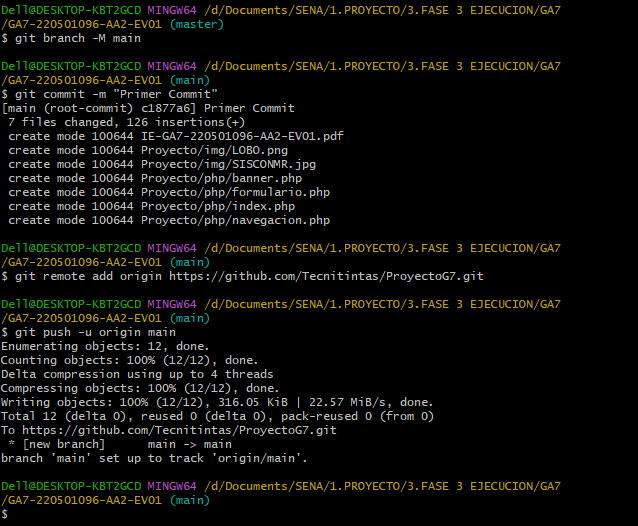 Dell@DESKTOP-KBT2GCD MINGW64 /d/Documents/SENA/1.PROYECTO/3.FASE 3 EJECUCION/GA7
/GA7-220501096-AA2-EV01 (master)
$ git branch -M main
Dell@DESKTOP-KBT2GCD MINGW64 /d/Documents/SENA/1.PROYECTO/3.FASE 3 EJECUCION/GA7
/GA7-220501096-AA2-EV01 (main)
$ git commit -m "Primer Commit"
[main (root-commit) c1877a6] Primer Commit
 7 files changed, 126 insertions(+)
 create mode 100644 IE-GA7-220501096-AA2-EV01.pdf
 create mode 100644 Proyecto/img/LOBO.png
 create mode 100644 Proyecto/img/SISCONMR.jpg
 create mode 100644 Proyecto/php/banner.php
 create mode 100644 Proyecto/php/formulario.php
 create mode 100644 Proyecto/php/index.php
 create mode 100644 Proyecto/php/navegacion.php
Dell@DESKTOP-KBT2GCD MINGW64 /d/Documents/SENA/1.PROYECTO/3.FASE 3 EJECUCION/GA7
/GA7-220501096-AA2-EV01 (main)
$ git remote add origin https://github.com/Tecnitintas/ProyectoG7.git
Dell@DESKTOP-KBT2GCD MINGW64 /d/Documents/SENA/1.PROYECTO/3.FASE 3 EJECUCION/GA7
/GA7-220501096-AA2-EV01 (main)
$ git push -u origin main
Enumerating objects: 12, done.
Counting objects: 100% (12/12), done.
Delta compression using up to 4 threads
Compressing objects: 100% (12/12), done.
Writing objects: 100% (12/12), 316.05 KiB | 22.57 MiB/s, done.
Total 12 (delta 0), reused 0 (delta 0), pack-reused 0 (from 0)
To https://github.com/Tecnitintas/ProyectoG7.git
 * [new branch]      main -> main
branch 'main' set up to track 'origin/main'.
Dell@DESKTOP-KBT2GCD MINGW64 /d/Documents/SENA/1.PROYECTO/3.FASE 3 EJECUCION/GA7
/GA7-220501096-AA2-EV01 (main)
$